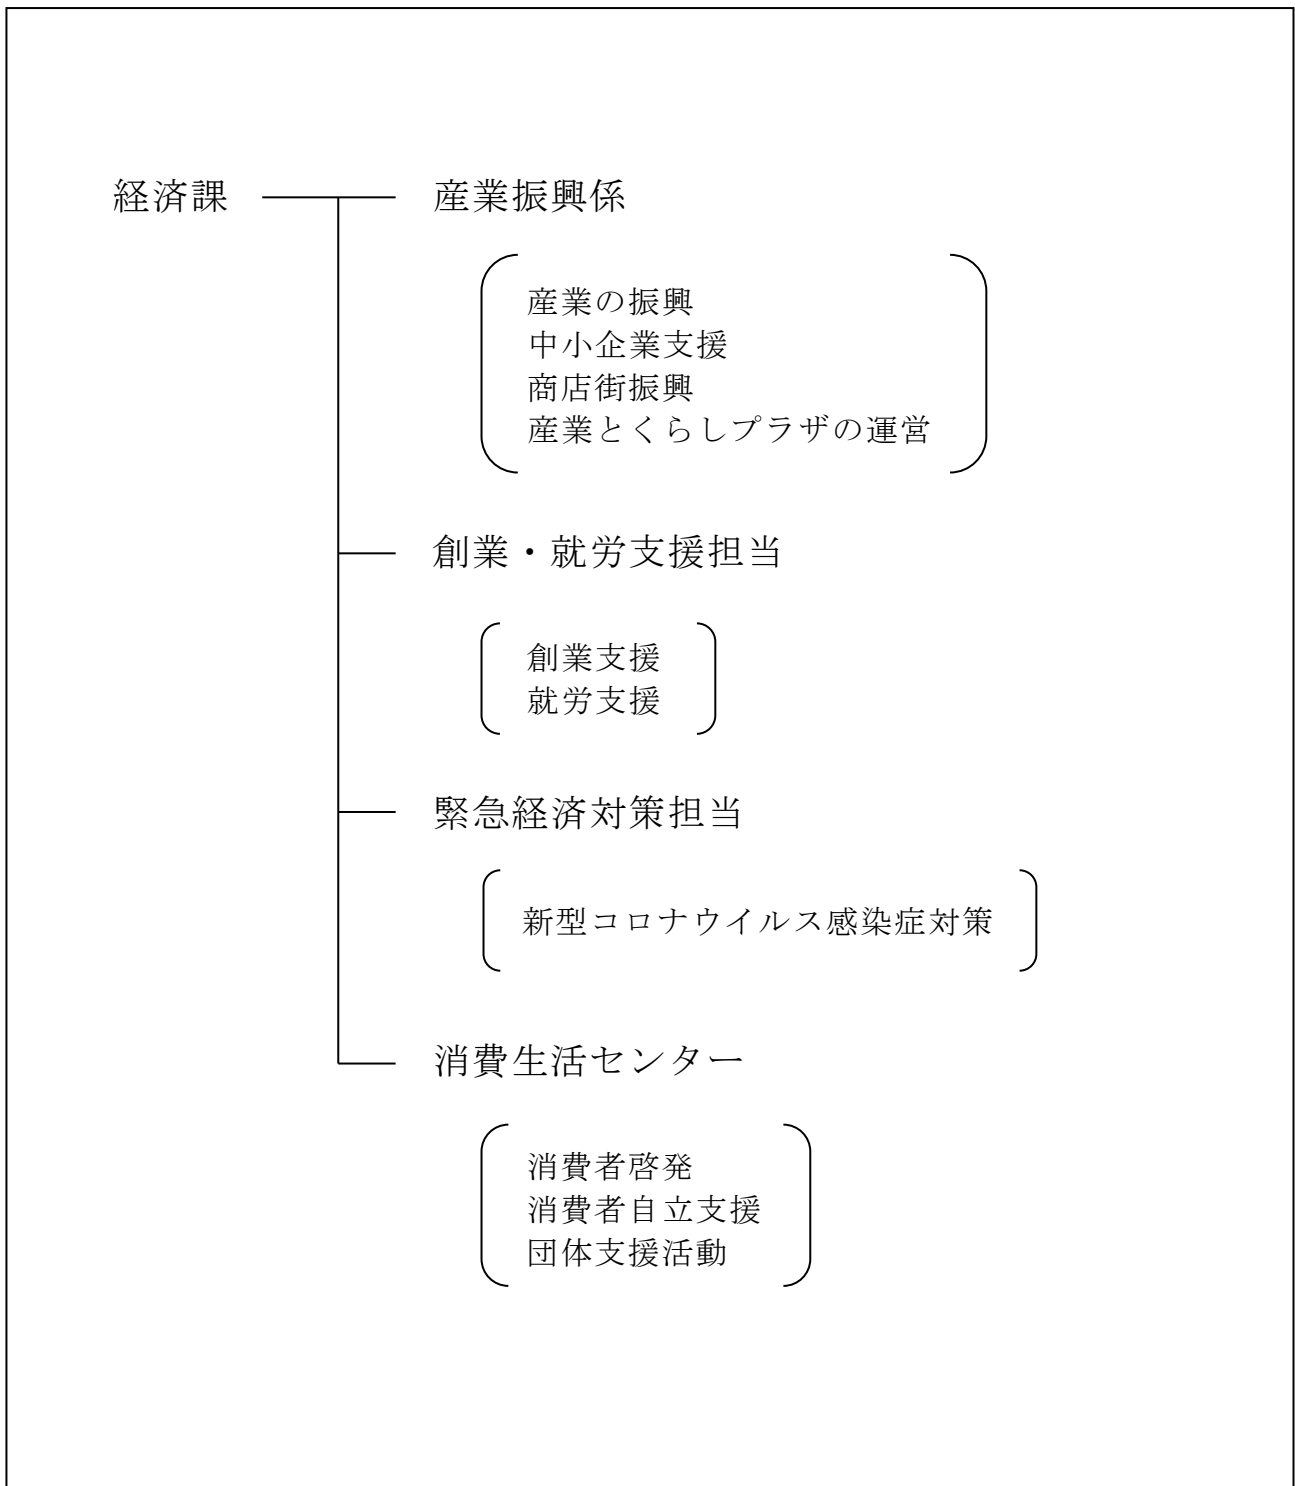 経済課 産業振興係
産業の振興
中小企業支援
商店街振興
産業とくらしプラザの運営
創業・就労支援担当
創業支援
就労支援
緊急経済対策担当
新型コロナウイルス感染症対策
消費生活センター
消費者啓発
消費者自立支援
団体支援活動